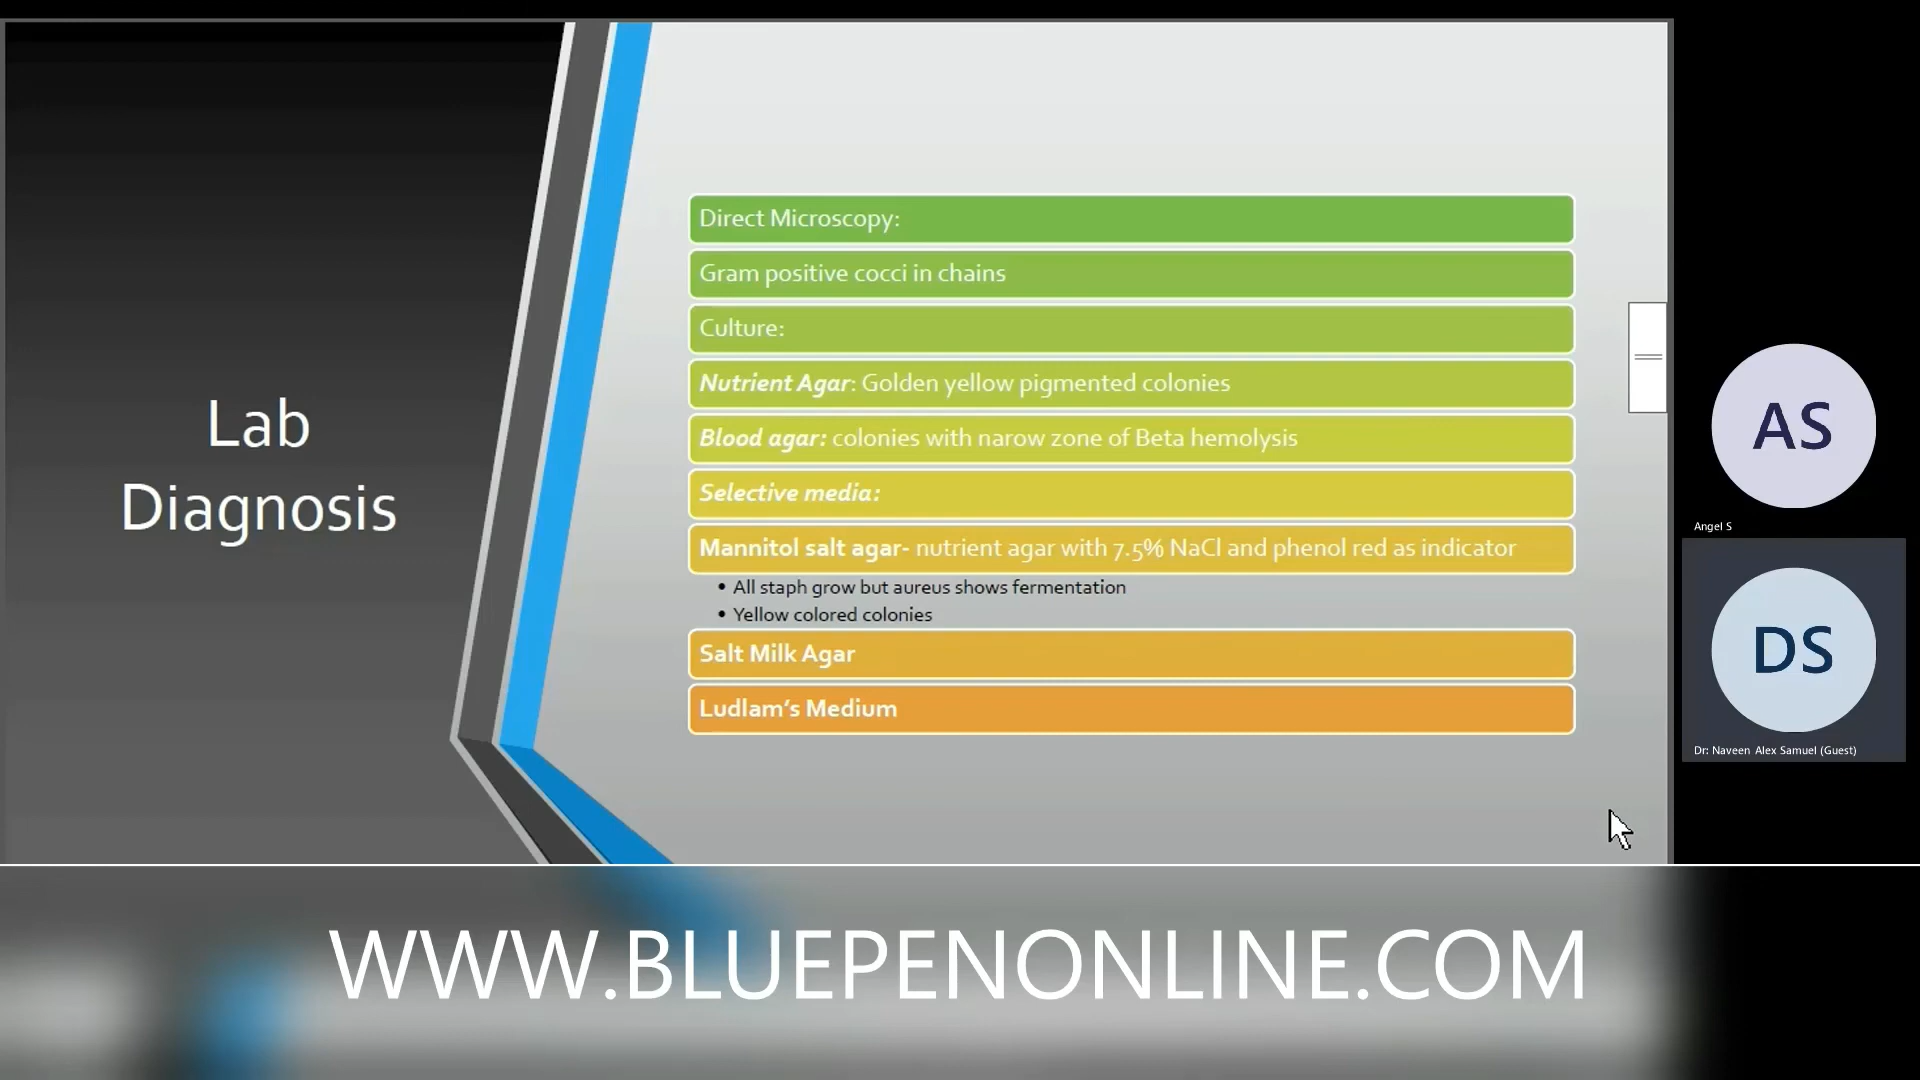 Lab
Diagnosis
Direct Microscopy:
Gram positive cocci in chains
Culture:
Nutrient Agar: Golden yellow pigmented colonies
Blood agar: colonies with narow zone of Beta hemolysis
Selective media:
Mannitol salt agar- nutrient agar with 7.5% NaCl and phenol red as indicator
• All staph grow but aureus shows fermentation
• Yellow colored colonies
Salt Milk Agar
Ludlam's Medium
AS
Angel S
DS
Dr: Naveen Alex Samuel (Guest)
WWW.BLUEPENONLINE.COM